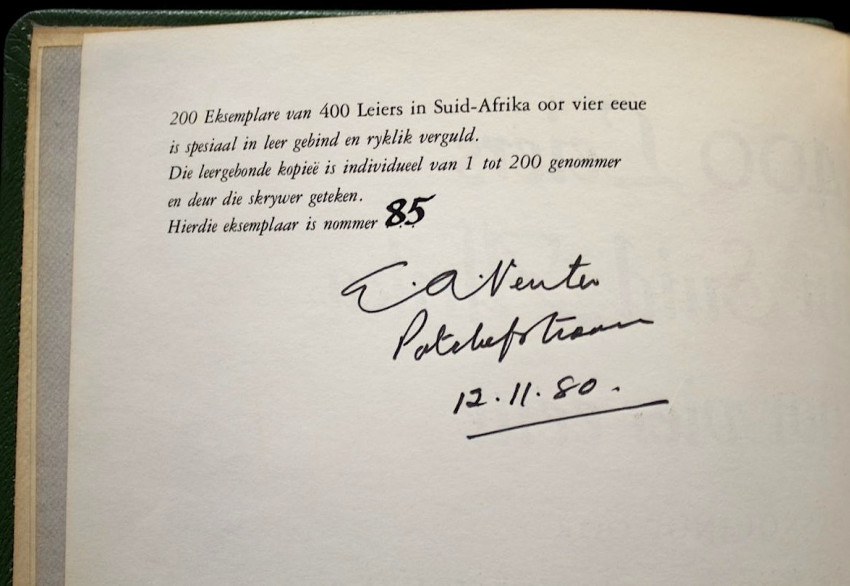 200 Eksemplare van 400 Leiers in Suid-Afrika oor vier eeue
is spesiaal in leer gebind en ryklik verguld.
Die leergebonde kopieë is individueel van 1 tot 200 genommer
en deur die skrywer geteken.
Hierdie eksemplaar is nommer 85
E.A. Venter
Potchefstroom
12.11.80.